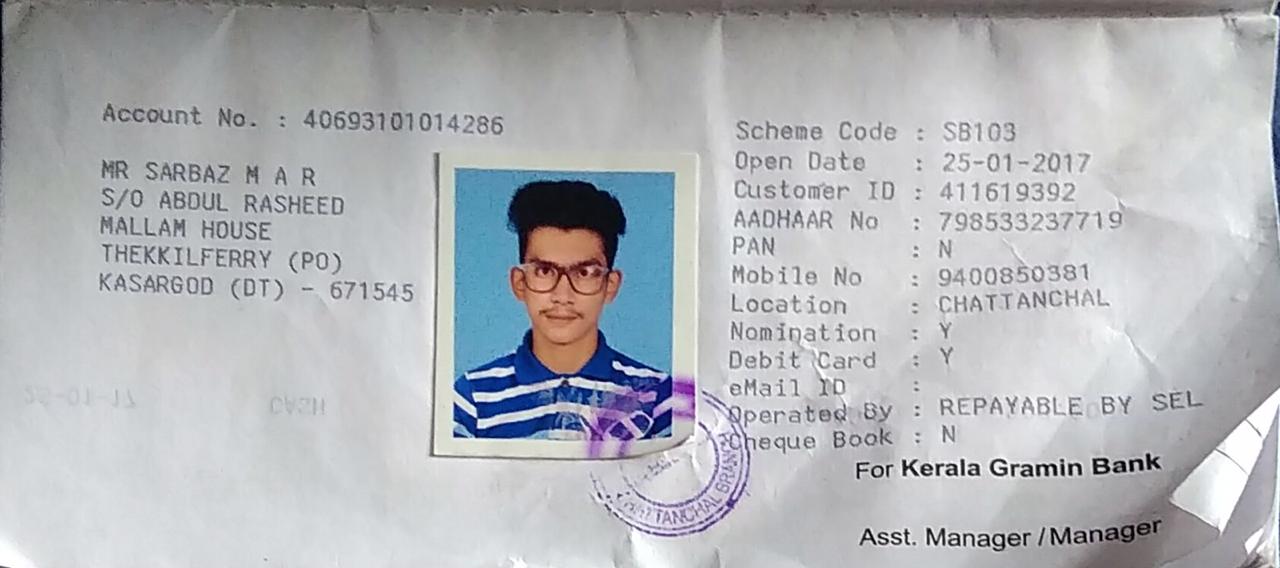 Account No. : 40693101014286
MR SARBAZ M A R
S/O ABDUL RASHEED
MALLAM HOUSE
THEKKILFERRY (PO)
KASARGOD (DT) - 671545
Scheme Code : SB103
Open Date : 25-01-2017
Customer ID : 411619392
AADHAAR No : 798533237719
PAN : N
Mobile No : 9400850381
Location : CHATTANCHAL
Nomination : Y
Debit Card : Y
eMail ID :
Operated By : REPAYABLE BY SEL
Cheque Book : N
For Kerala Gramin Bank
Asst. Manager / Manager
CHATTANCHAL BRANCH